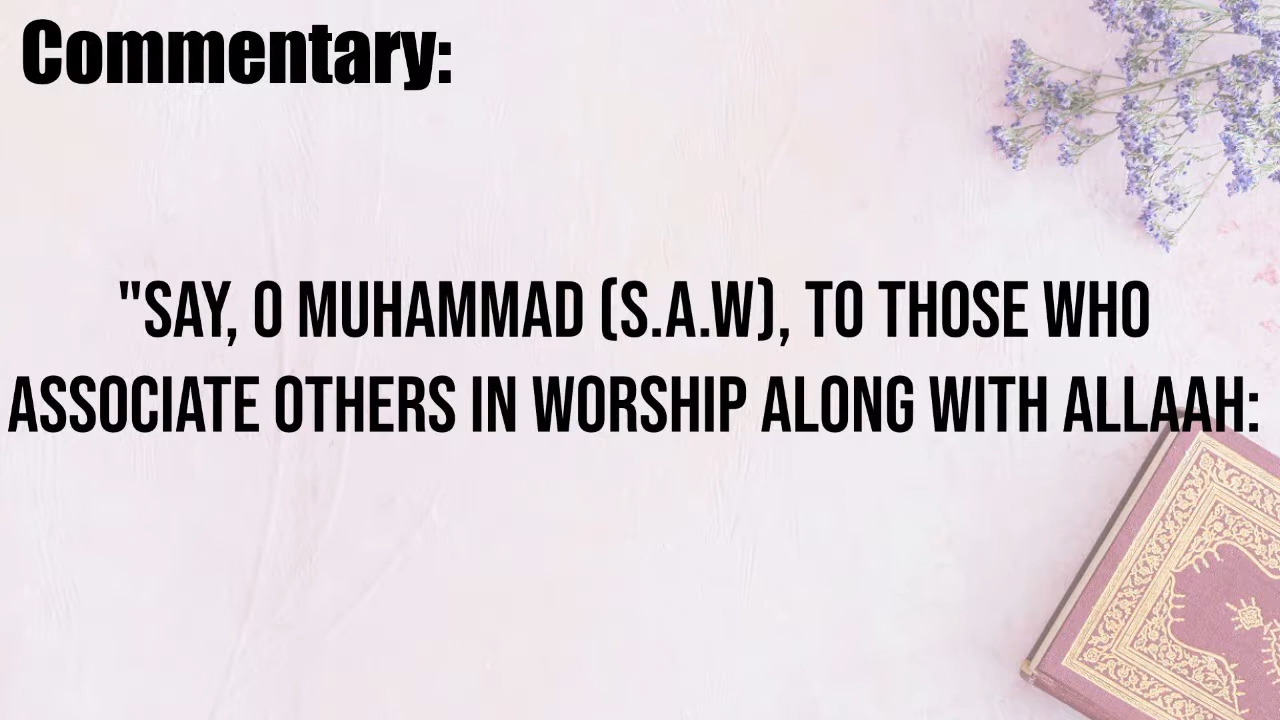 Commentary:
"SAY, O MUHAMMAD (S.A.W), TO THOSE WHO
ASSOCIATE OTHERS IN WORSHIP ALONG WITH ALLAAH: